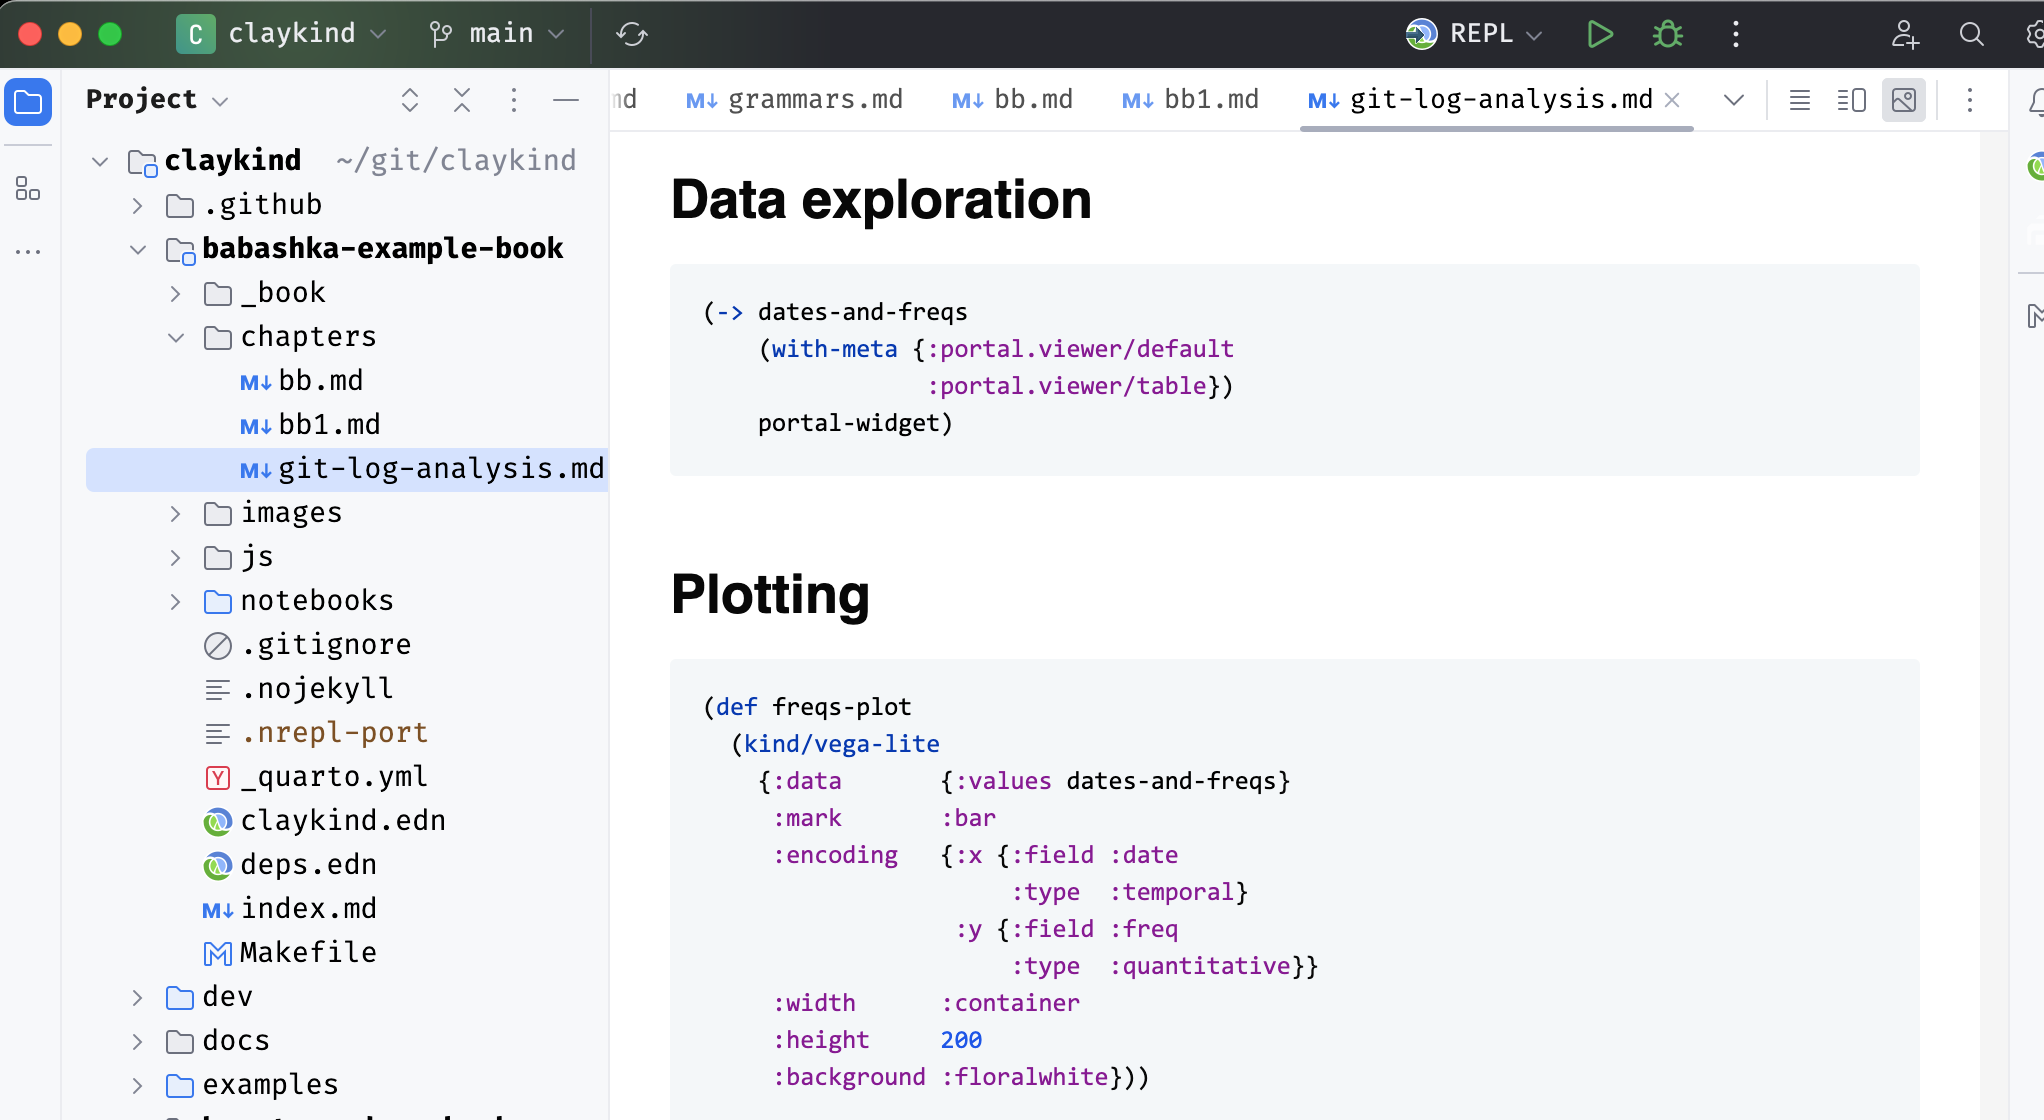 C claykind main REPL
Project
claykind ~/git/claykind
.github
babashka-example-book
_book
chapters
M↓ bb.md
M↓ bb1.md
M↓ git-log-analysis.md
images
js
notebooks
.gitignore
.nojekyll
.nrepl-port
Y _quarto.yml
claykind.edn
deps.edn
M↓ index.md
Makefile
dev
docs
examples
md M↓ grammars.md M↓ bb.md M↓ bb1.md M↓ git-log-analysis.md
Data exploration
(-> dates-and-freqs
    (with-meta {:portal.viewer/default
                :portal.viewer/table})
    portal-widget)
Plotting
(def freqs-plot
  (kind/vega-lite
    {:data       {:values dates-and-freqs}
     :mark       :bar
     :encoding   {:x {:field :date
                      :type  :temporal}
                  :y {:field :freq
                      :type  :quantitative}}
     :width      :container
     :height     200
     :background :floralwhite}))